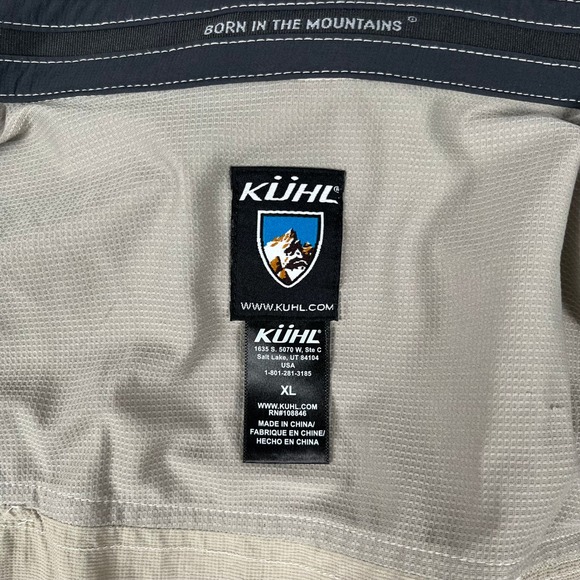 BORN IN THE MOUNTAINS®
KÜHL®
WWW.KUHL.COM
KÜHL®
1635 S. 5070 W, Ste C
Salt Lake, UT 84104
USA
1-801-281-3185
XL
WWW.KUHL.COM
RN#108846
MADE IN CHINA/
FABRIQUE EN CHINE/
HECHO EN CHINA